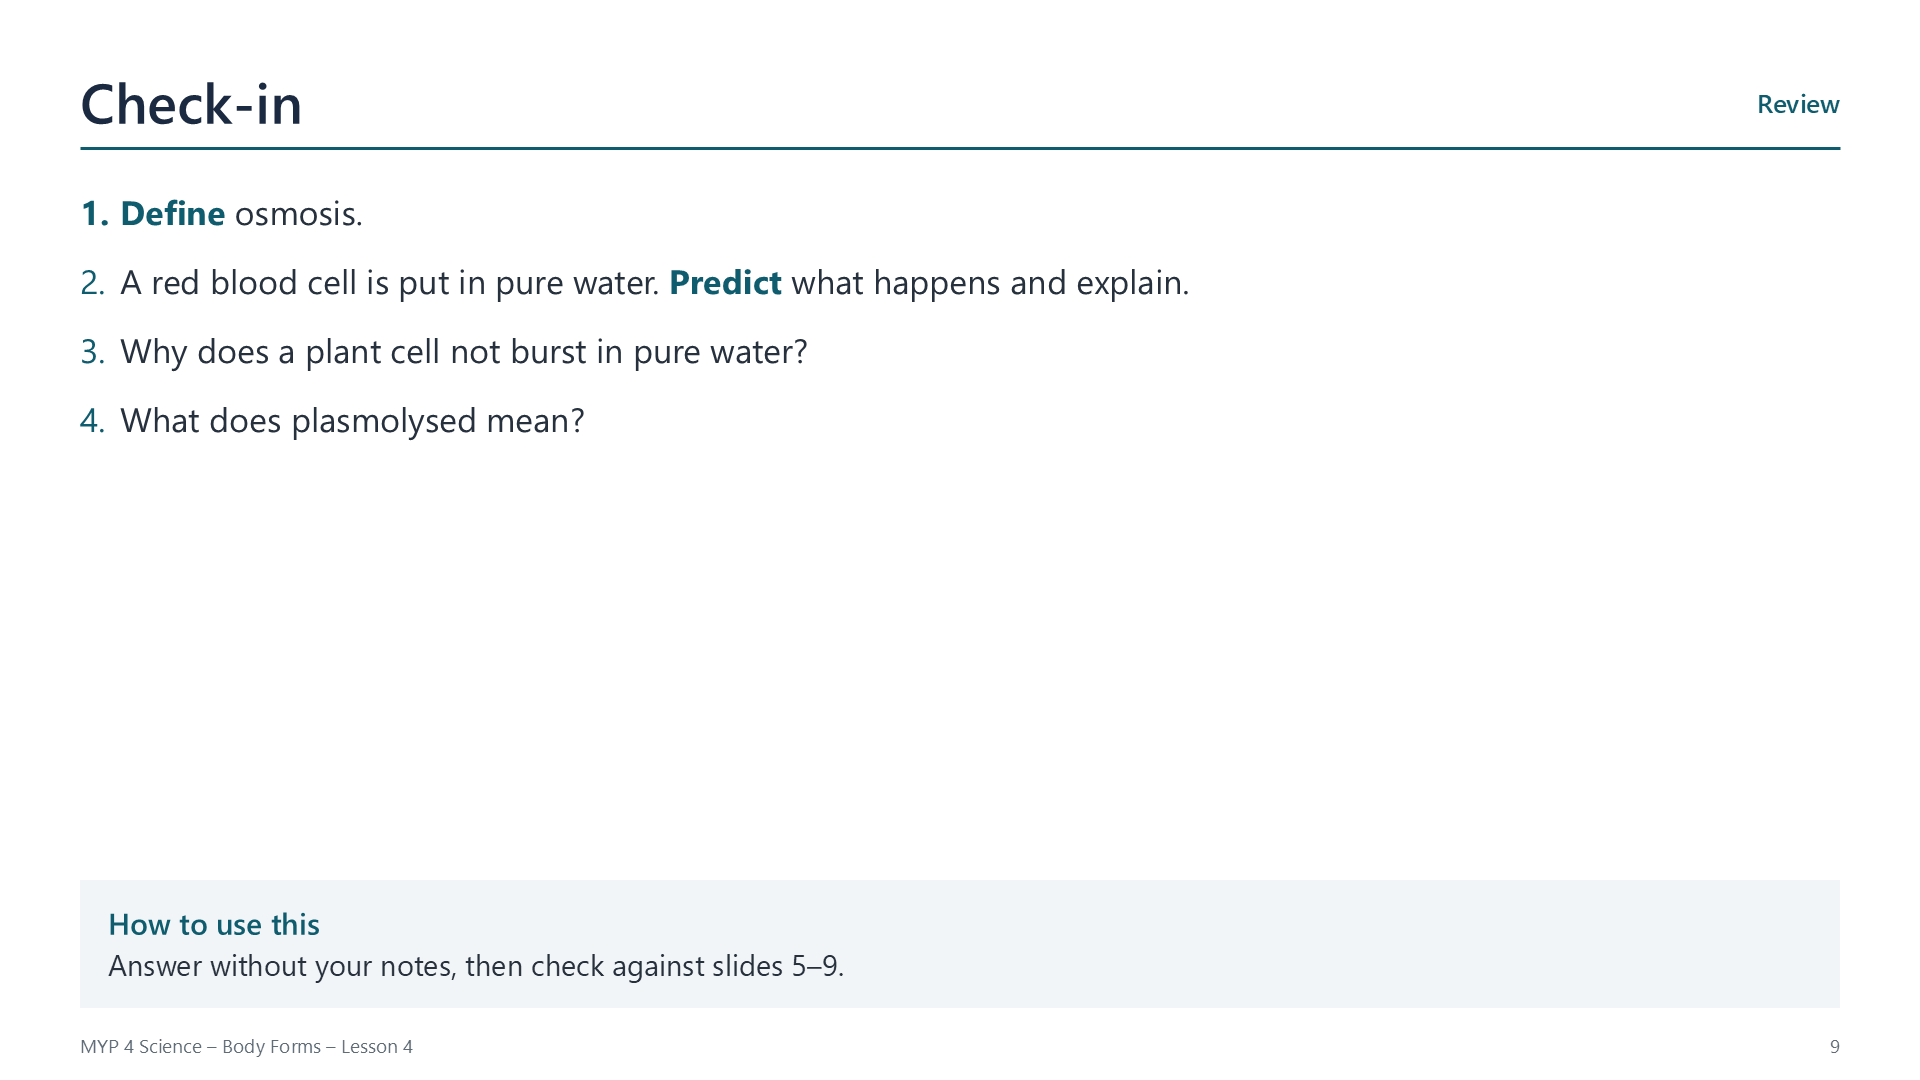 Check-in
Review
1. Define osmosis.
2. A red blood cell is put in pure water. Predict what happens and explain.
3. Why does a plant cell not burst in pure water?
4. What does plasmolysed mean?
How to use this
Answer without your notes, then check against slides 5–9.
MYP 4 Science – Body Forms – Lesson 4
9